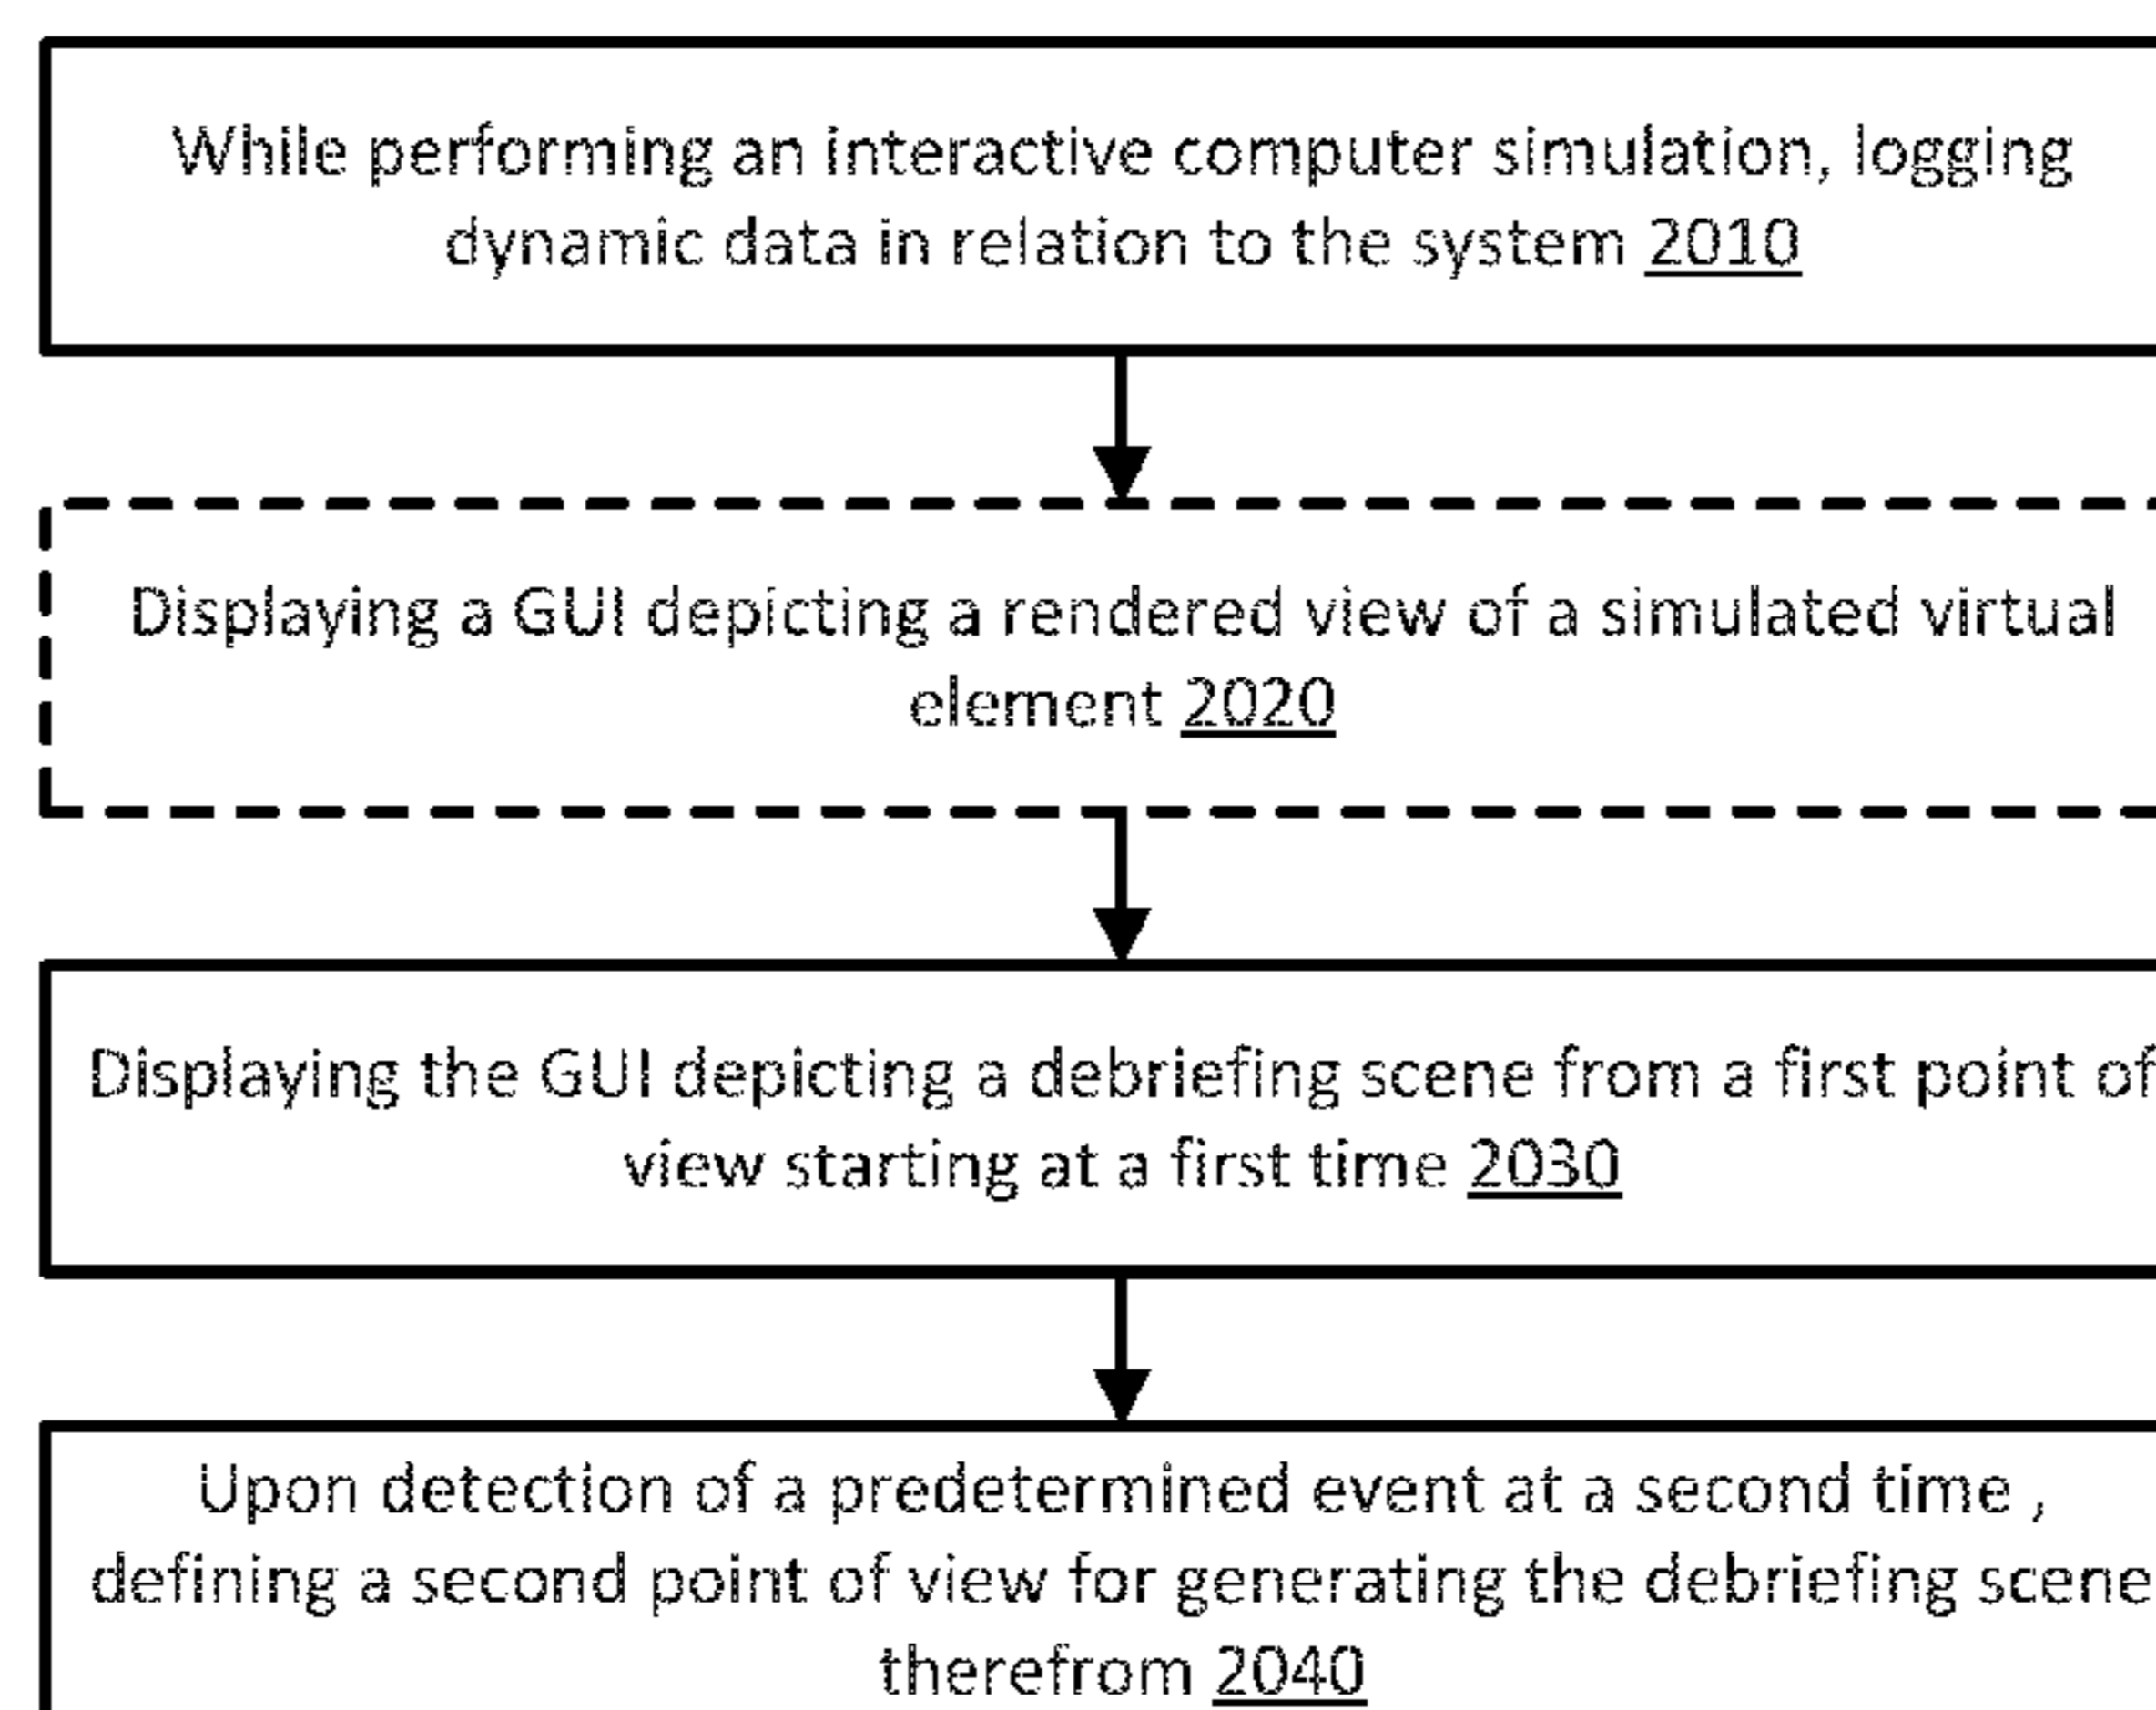 While performing an interactive computer simulation, logging
dynamic data in relation to the system 2010
Displaying a GUI depicting a rendered view of a simulated virtual
element 2020
Displaying the GUI depicting a debriefing scene from a first point of
view starting at a first time 2030
Upon detection of a predetermined event at a second time ,
defining a second point of view for generating the debriefing scene
therefrom 2040